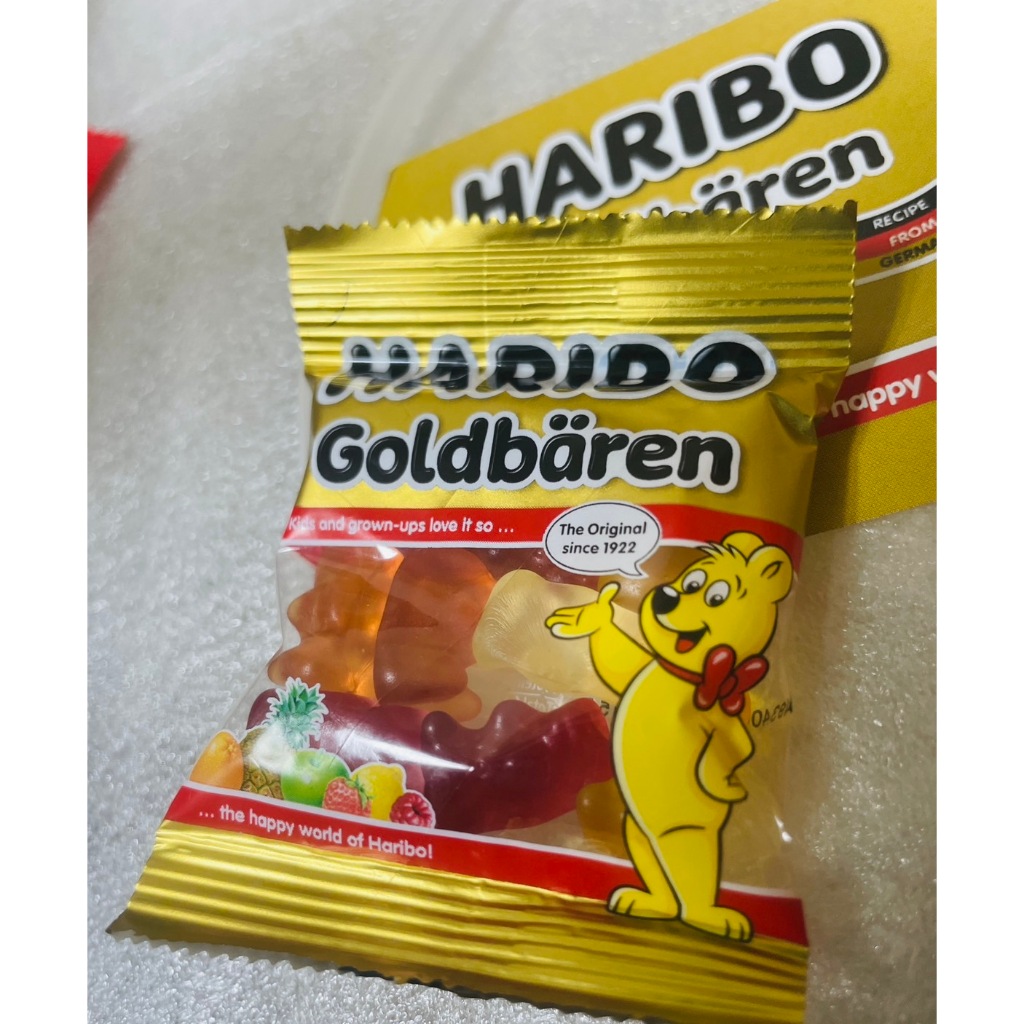 HARIBO
Goldbären
RECIPE
FROM
HARIBO
Goldbären
Kids and grown-ups love it so ...
The Original
since 1922
happy
... the happy world of Haribo!